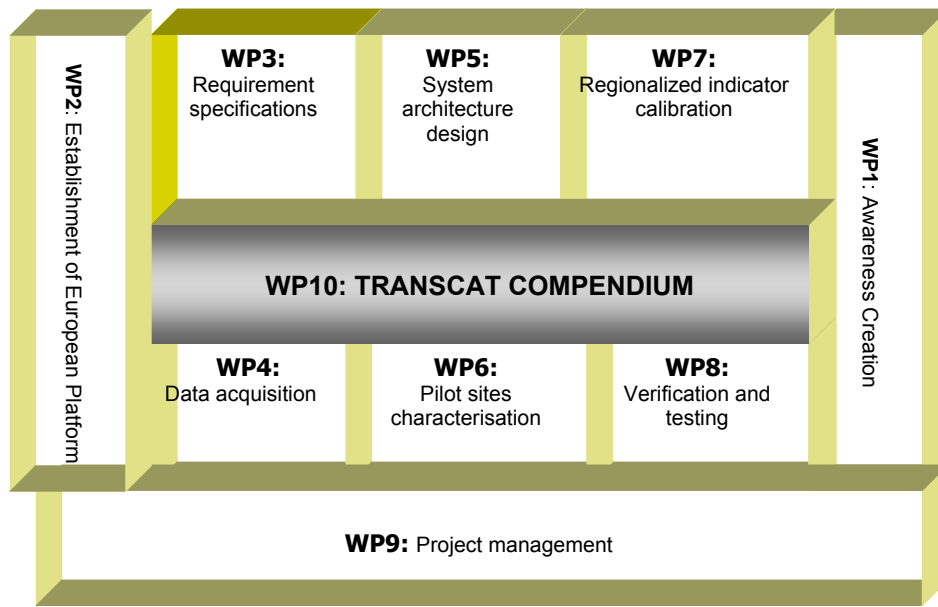 WP2: Establishment of European Platform
WP3:
Requirement
specifications
WP5:
System
architecture
design
WP7:
Regionalized indicator
calibration
WP1: Awareness Creation
WP10: TRANSCAT COMPENDIUM
WP4:
Data acquisition
WP6:
Pilot sites
characterisation
WP8:
Verification and
testing
WP9: Project management